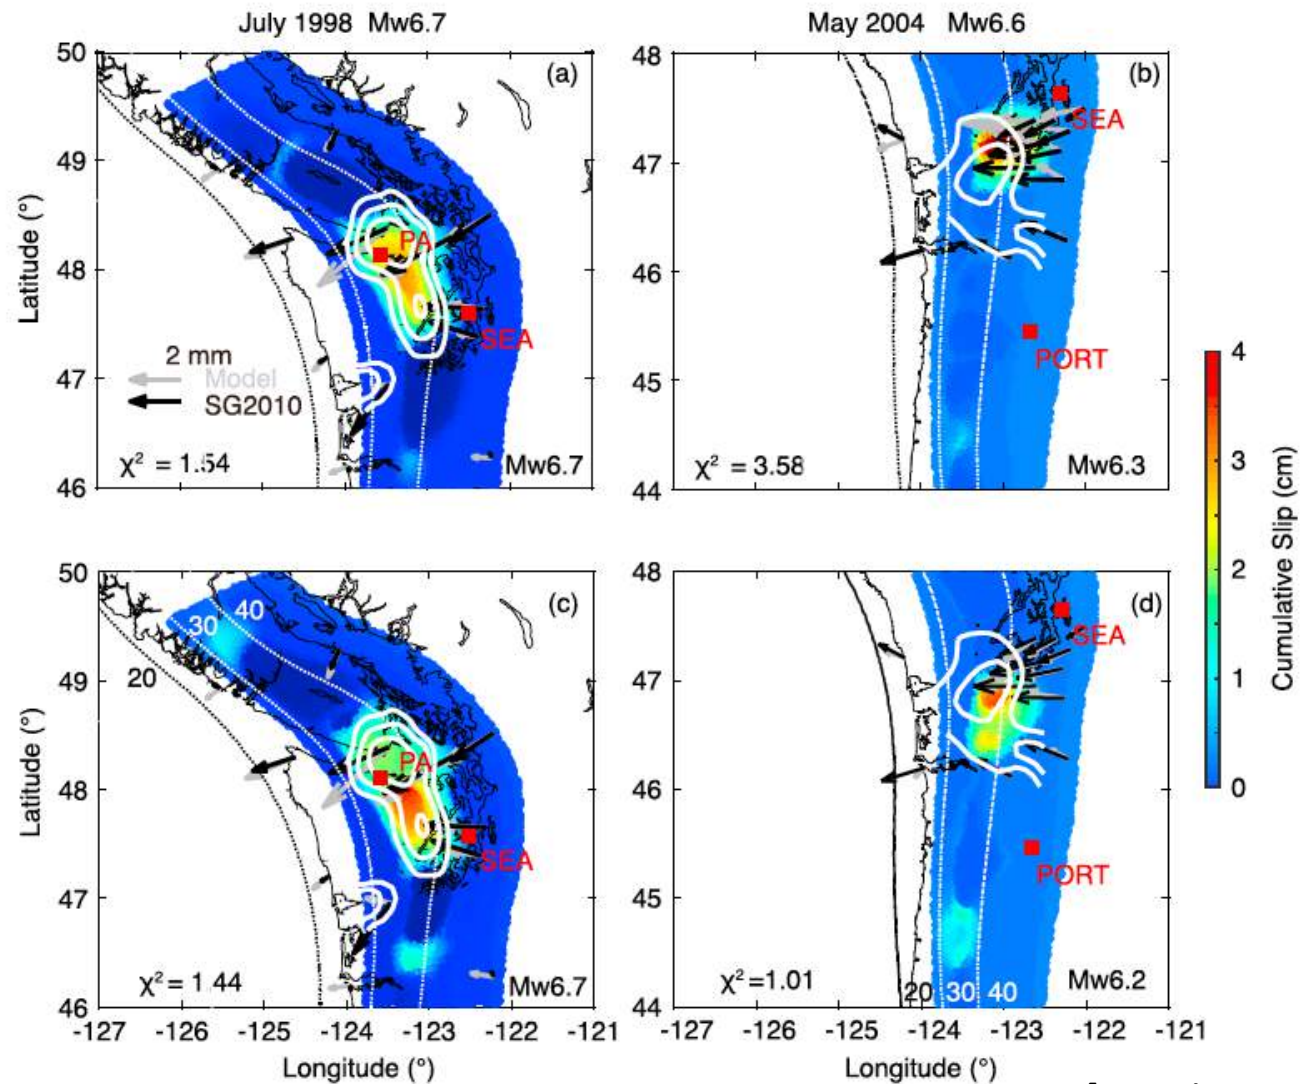 July 1998 Mw6.7
May 2004 Mw6.6
50
49
48
47
46
Latitude (°)
(a)
PA
SEA
2 mm
Model
SG2010
χ² = 1.54
Mw6.7
48
47
46
45
44
(b)
SEA
PORT
χ² = 3.58
Mw6.3
50
49
48
47
46
Latitude (°)
(c)
40
30
20
PA
SEA
χ² = 1.44
Mw6.7
-127
-126
-125
-124
-123
-122
-121
Longitude (°)
48
47
46
45
44
(d)
SEA
PORT
χ²=1.01
Mw6.2
20
30
40
-127
-126
-125
-124
-123
-122
-121
Longitude (°)
4
3
2
1
0
Cumulative Slip (cm)